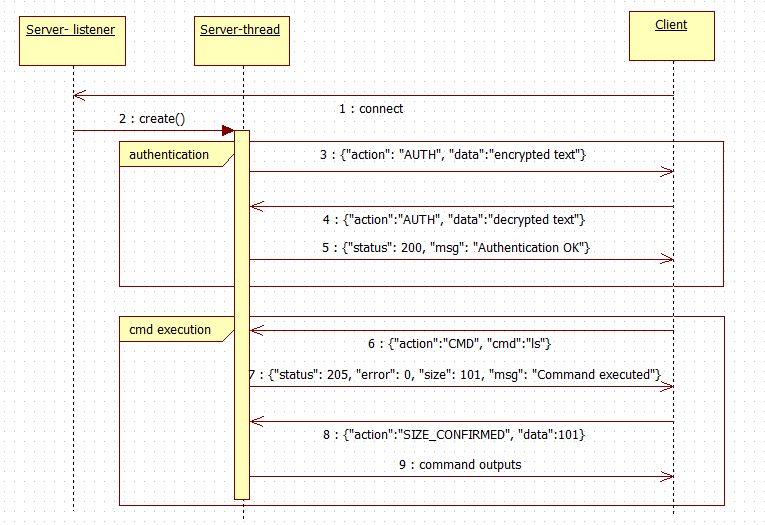 Server- listener
Server-thread
Client
1 : connect
2 : create()
authentication
3 : {"action": "AUTH", "data":"encrypted text"}
4 : {"action":"AUTH", "data":"decrypted text"}
5 : {"status": 200, "msg": "Authentication OK"}
cmd execution
6 : {"action":"CMD", "cmd":"ls"}
7 : {"status": 205, "error": 0, "size": 101, "msg": "Command executed"}
8 : {"action":"SIZE_CONFIRMED", "data":101}
9 : command outputs